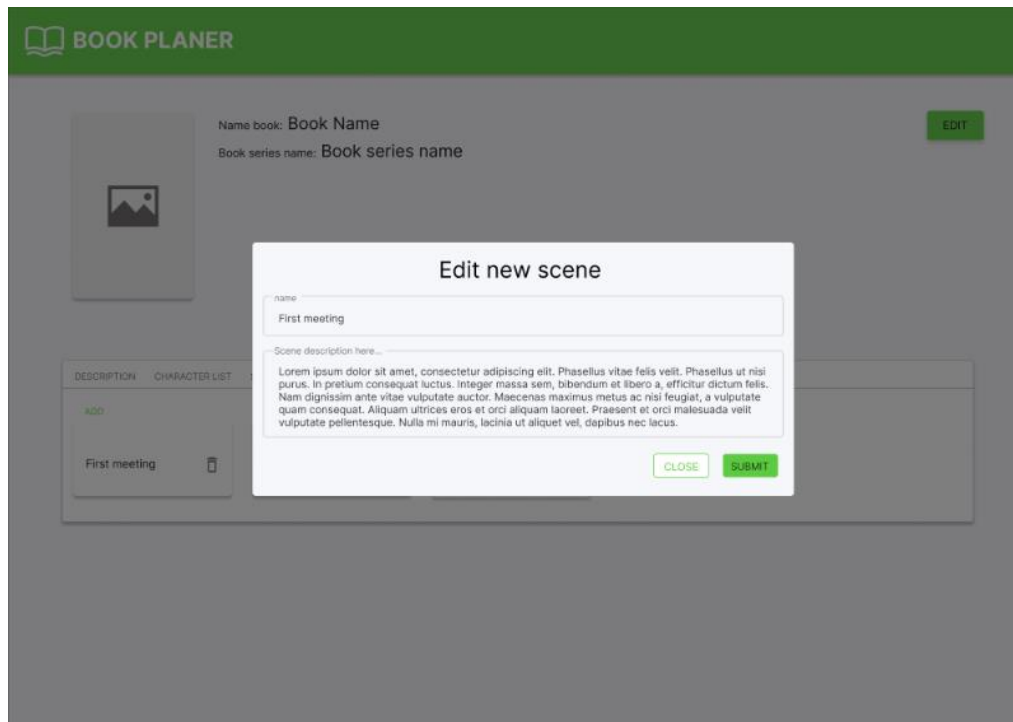 BOOK PLANER
Name book: Book Name
EDIT
Book series name: Book series name
Edit new scene
name
First meeting
Scene description here...
Lorem ipsum dolor sit amet, consectetur adipiscing elit. Phasellus vitae felis velit. Phasellus ut nisi
purus. In pretium consequat luctus. Integer massa sem, bibendum et libero a, efficitur dictum felis.
Nam dignissim ante vitae vulputate auctor. Maecenas maximus metus ac nisi feugiat, a vulputate
quam consequat. Aliquam ultrices eros et orci aliquam laoreet. Praesent et orci malesuada velit
vulputate pellentesque. Nulla mi mauris, lacinia ut aliquet vel, dapibus nec lacus.
CLOSE
SUBMIT
DESCRIPTION
CHARACTER LIST
ADD
First meeting